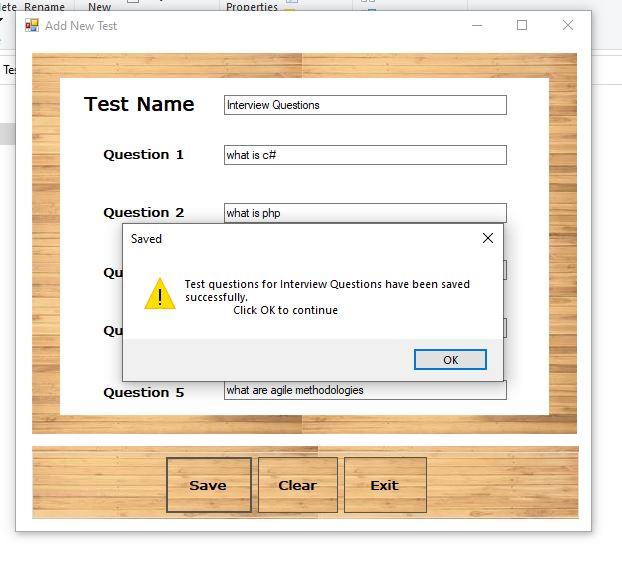 lete Rename New Properties
Add New Test
Tes
Test Name Interview Questions
Question 1 what is c#
Question 2 what is php
Saved
Qu
Test questions for Interview Questions have been saved
successfully.
Click OK to continue
Qu
OK
Question 5 what are agile methodologies
Save Clear Exit